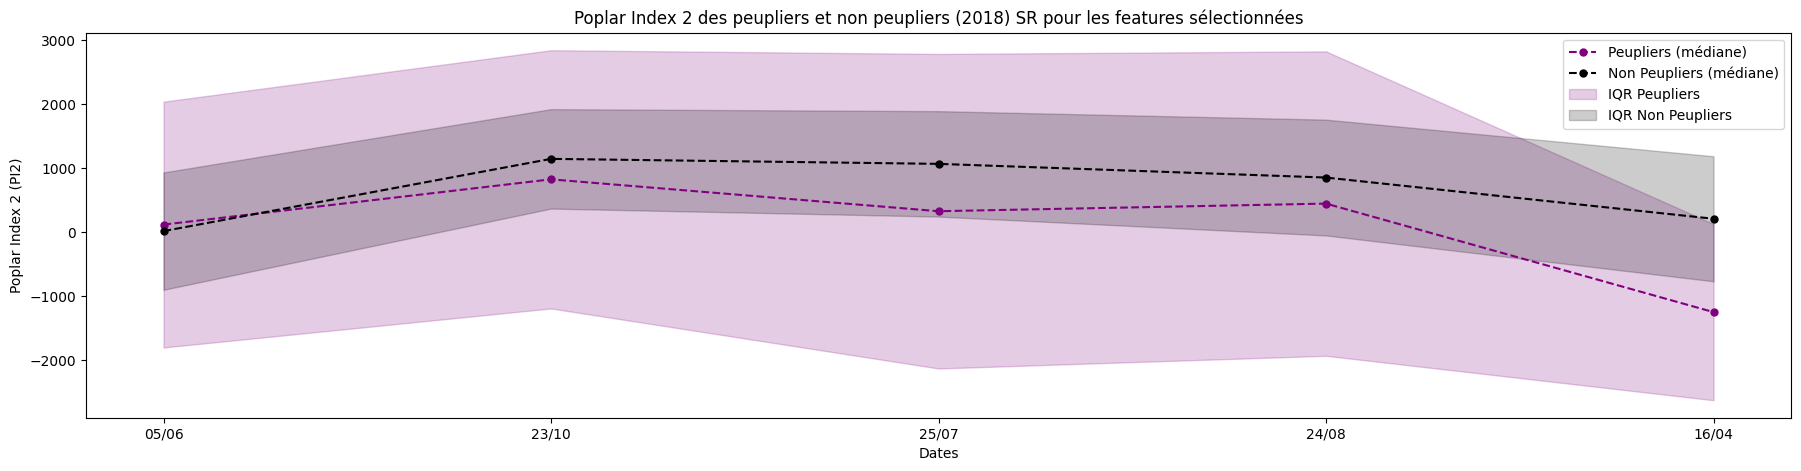 Poplar Index 2 des peupliers et non peupliers (2018) SR pour les features sélectionnées
Poplar Index 2 (PI2)
3000
2000
1000
0
−1000
−2000
Peupliers (médiane)
Non Peupliers (médiane)
IQR Peupliers
IQR Non Peupliers
05/06 23/10 25/07 24/08 16/04
Dates